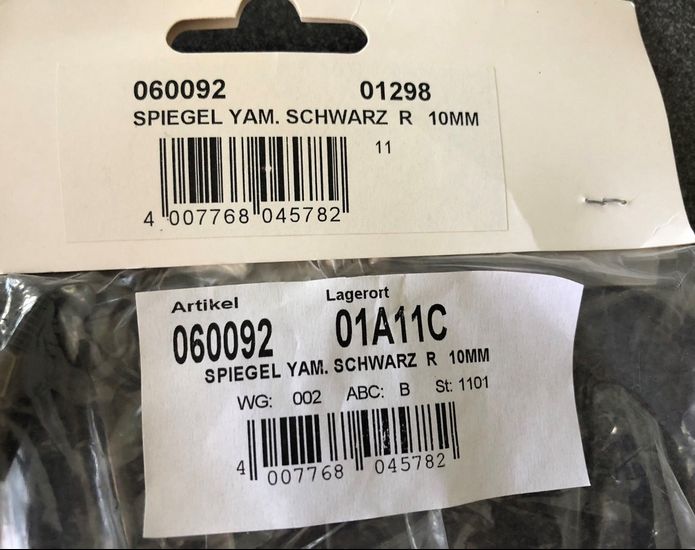 060092 01298
SPIEGEL YAM. SCHWARZ R 10MM
11
4 007768 045782
Artikel Lagerort
060092 01A11C
SPIEGEL YAM. SCHWARZ R 10MM
WG: 002 ABC: B St: 1101
4 007768 045782